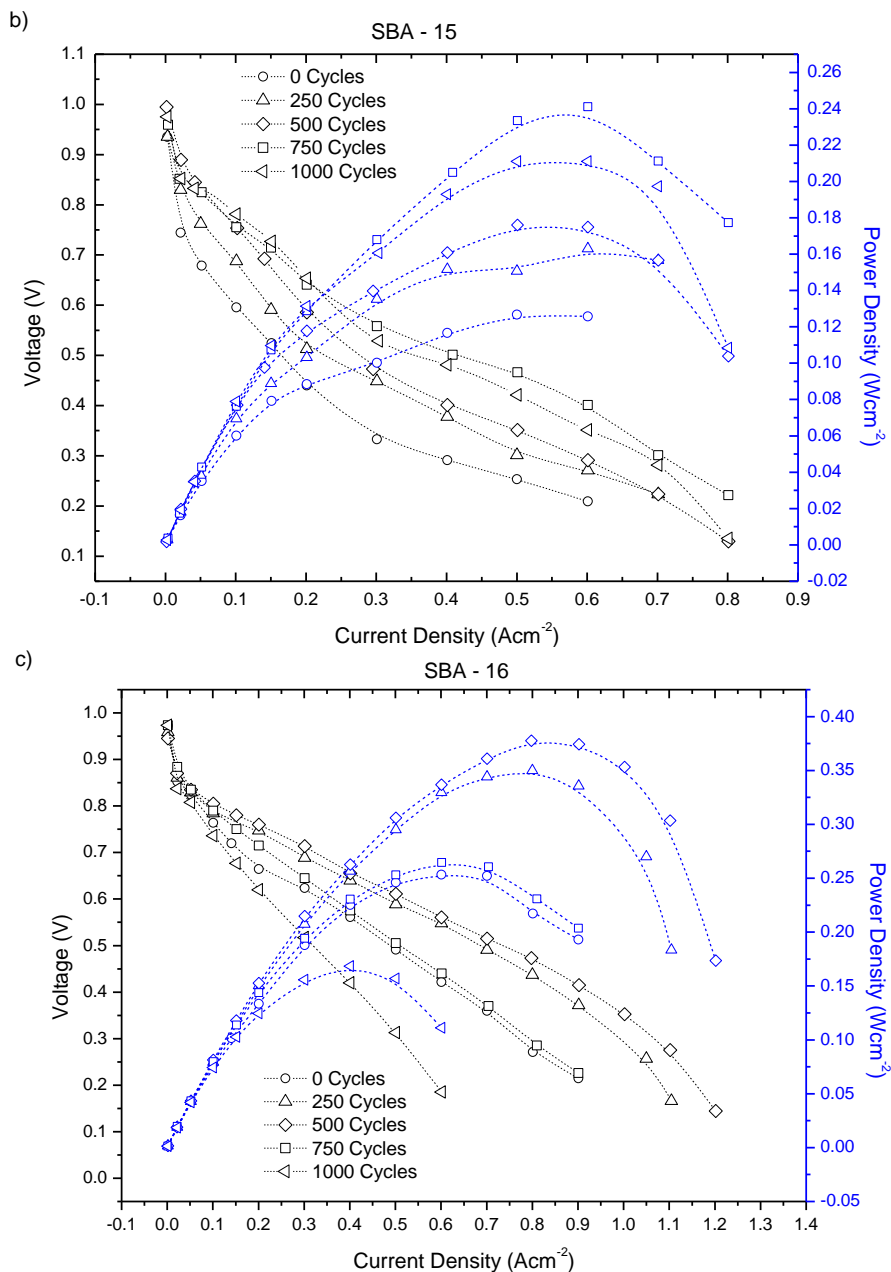 b)
SBA - 15
0 Cycles
250 Cycles
500 Cycles
750 Cycles
1000 Cycles
1.1
1.0
0.9
0.8
0.7
0.6
0.5
0.4
0.3
0.2
0.1
Voltage (V)
0.26
0.24
0.22
0.20
0.18
0.16
0.14
0.12
0.10
0.08
0.06
0.04
0.02
0.00
-0.02
Power Density (Wcm-2)
-0.1 0.0 0.1 0.2 0.3 0.4 0.5 0.6 0.7 0.8 0.9
Current Density (Acm-2)
c)
SBA - 16
1.0
0.9
0.8
0.7
0.6
0.5
0.4
0.3
0.2
0.1
0.0
Voltage (V)
0 Cycles
250 Cycles
500 Cycles
750 Cycles
1000 Cycles
0.40
0.35
0.30
0.25
0.20
0.15
0.10
0.05
0.00
-0.05
Power Density (Wcm-2)
-0.1 0.0 0.1 0.2 0.3 0.4 0.5 0.6 0.7 0.8 0.9 1.0 1.1 1.2 1.3 1.4
Current Density (Acm-2)